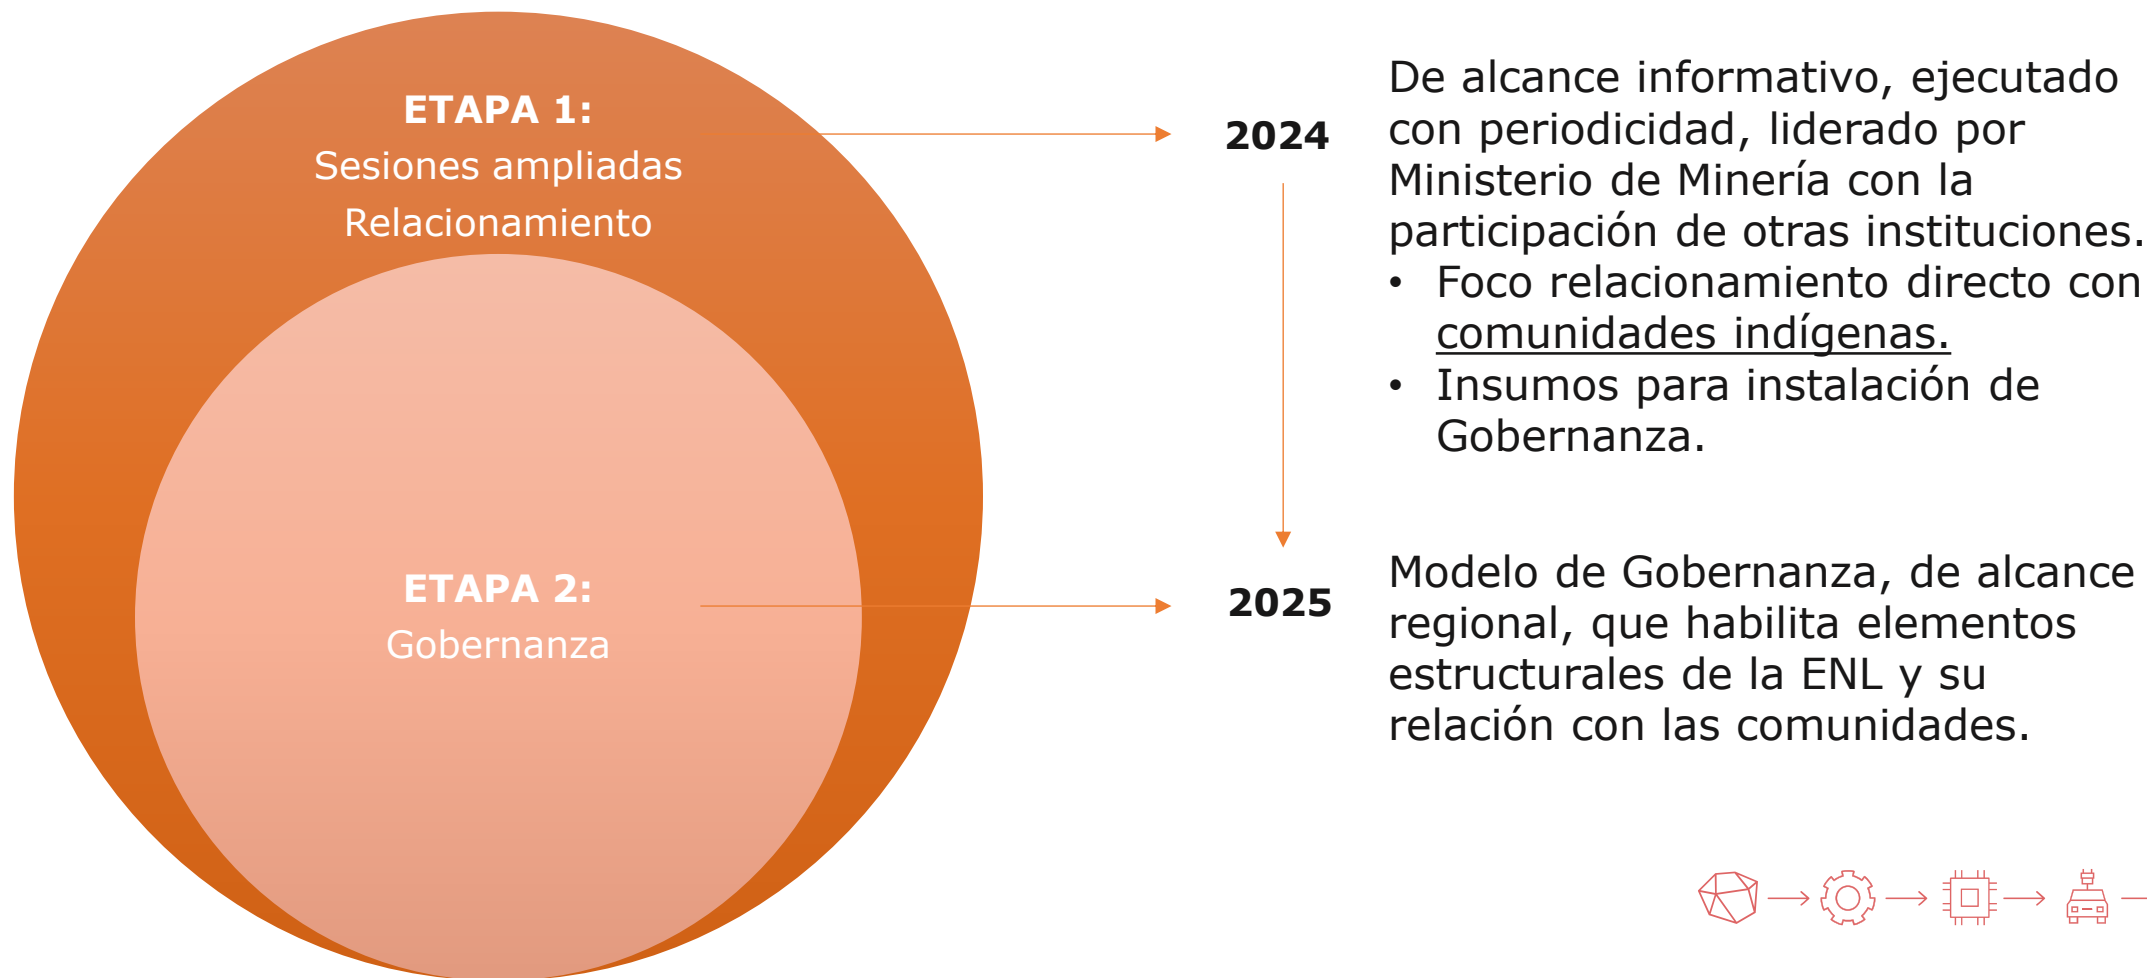 ETAPA 1:
Sesiones ampliadas
Relacionamiento
2024
De alcance informativo, ejecutado
con periodicidad, liderado por
Ministerio de Minería con la
participación de otras instituciones.
• Foco relacionamiento directo con
comunidades indígenas.
• Insumos para instalación de
Gobernanza.
ETAPA 2:
Gobernanza
2025
Modelo de Gobernanza, de alcance
regional, que habilita elementos
estructurales de la ENL y su
relación con las comunidades.